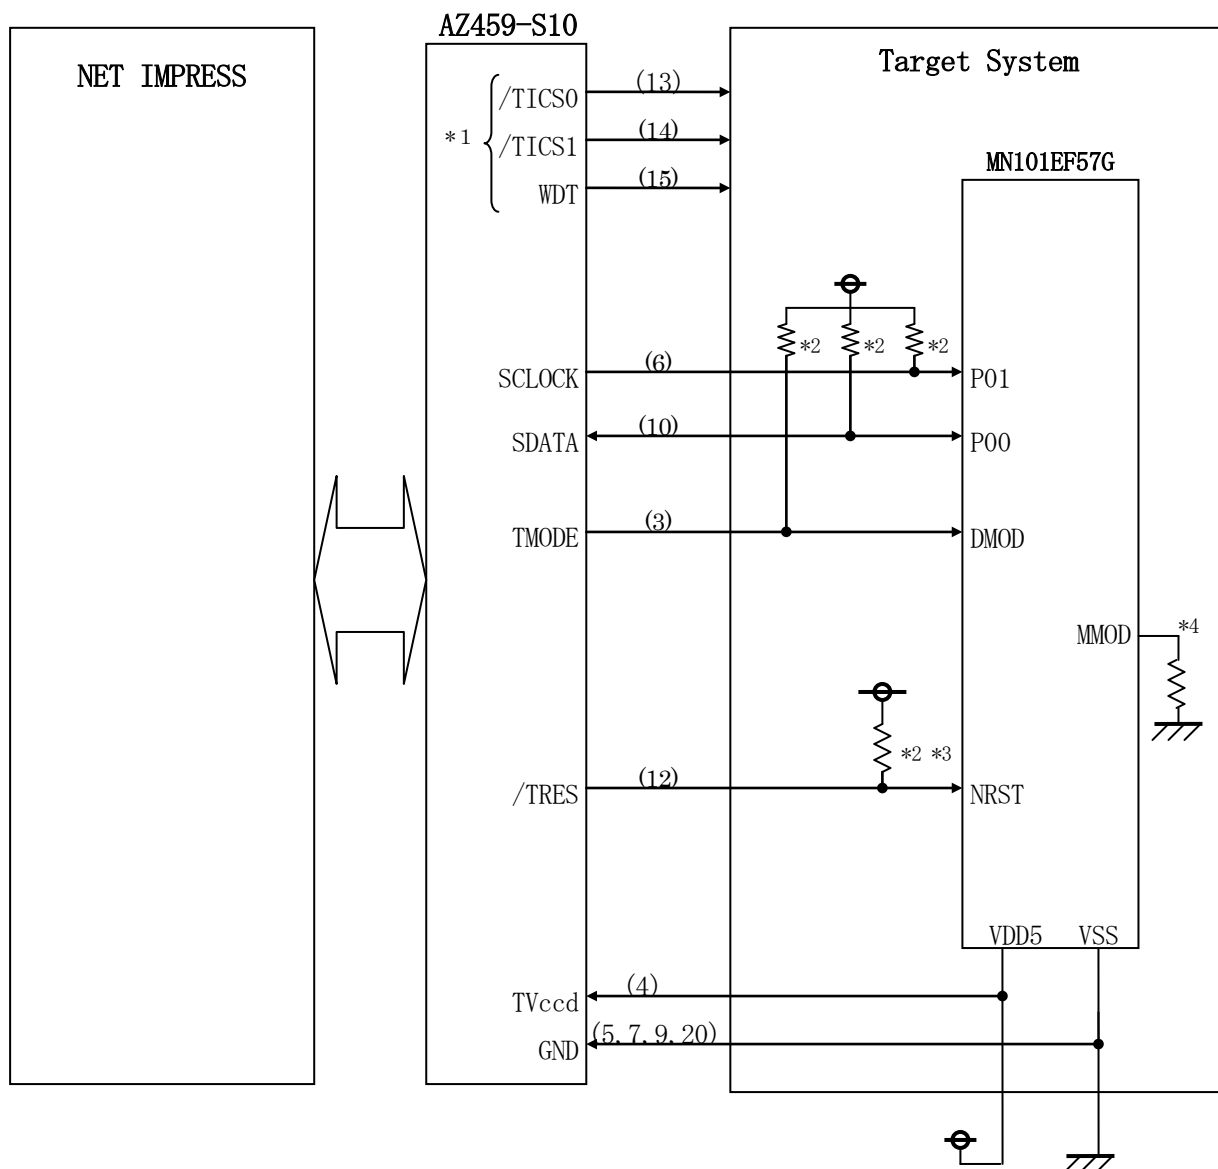 AZ459-S10
NET IMPRESS
Target System
*1
/TICS0
(13)
/TICS1
(14)
WDT
(15)
MN101EF57G
*2
*2
*2
SCLOCK
(6)
P01
SDATA
(10)
P00
TMODE
(3)
DMOD
MMOD
*4
*2 *3
/TRES
(12)
NRST
VDD5
VSS
TVccd
(4)
GND
(5, 7, 9, 20)